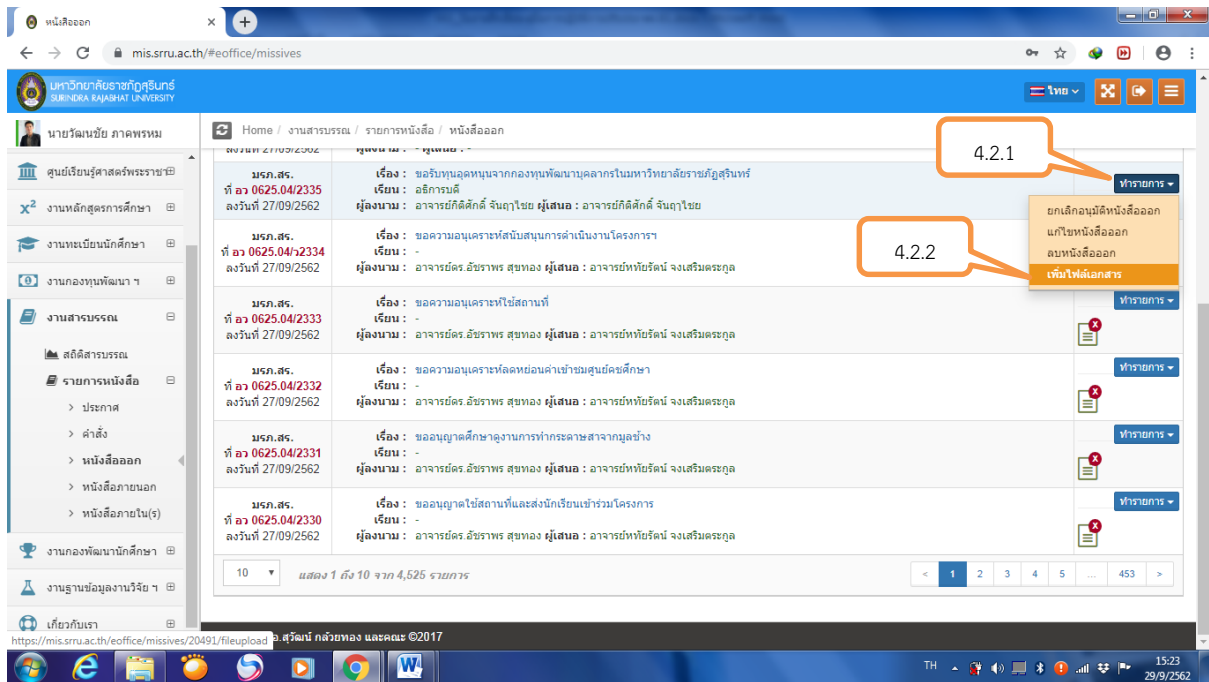 หนังสือออก
mis.srru.ac.th/#eoffice/missives
มหาวิทยาลัยราชภัฏสุรินทร์
SURINDRA RAJABHAT UNIVERSITY
ไทย
นายวัฒนชัย ภาคพรหม
Home / งานสารบรรณ / รายการหนังสือ / หนังสือออก
4.2.1
ลงวันที่ 27/09/2562 ผู้ลงนาม : - ผู้เสนอ : -
ศูนย์เรียนรู้ศาสตร์พระราชา
งานหลักสูตรการศึกษา
งานทะเบียนนักศึกษา
งานกองทุนพัฒนา ฯ
งานสารบรรณ
สถิติสารบรรณ
รายการหนังสือ
> ประกาศ
> คำสั่ง
> หนังสือออก
> หนังสือภายนอก
> หนังสือภายใน(ร)
งานกองพัฒนานักศึกษา
งานฐานข้อมูลงานวิจัย ฯ
เกี่ยวกับเรา
มรภ.สร. เรื่อง : ขอรับทุนอุดหนุนจากกองทุนพัฒนาบุคลากรในมหาวิทยาลัยราชภัฏสุรินทร์
ที่ อว 0625.04/2335 เรียน : อธิการบดี
ทำรายการ
ลงวันที่ 27/09/2562 ผู้ลงนาม : อาจารย์กิติศักดิ์ จันฤาไชย ผู้เสนอ : อาจารย์กิติศักดิ์ จันฤาไชย
ยกเลิกอนุมัติหนังสือออก
แก้ไขหนังสือออก
ลบหนังสือออก
เพิ่มไฟล์เอกสาร
4.2.2
มรภ.สร. เรื่อง : ขอความอนุเคราะห์สนับสนุนการดำเนินงานโครงการฯ
ที่ อว 0625.04/ว2334 เรียน : -
ลงวันที่ 27/09/2562 ผู้ลงนาม : อาจารย์ดร.อัชราพร สุขทอง ผู้เสนอ : อาจารย์หทัยรัตน์ จงเสริมตระกูล
มรภ.สร. เรื่อง : ขอความอนุเคราะห์ใช้สถานที่ ทำรายการ
ที่ อว 0625.04/2333 เรียน : -
ลงวันที่ 27/09/2562 ผู้ลงนาม : อาจารย์ดร.อัชราพร สุขทอง ผู้เสนอ : อาจารย์หทัยรัตน์ จงเสริมตระกูล
มรภ.สร. เรื่อง : ขอความอนุเคราะห์ลดหย่อนค่าเข้าชมศูนย์คชศึกษา ทำรายการ
ที่ อว 0625.04/2332 เรียน : -
ลงวันที่ 27/09/2562 ผู้ลงนาม : อาจารย์ดร.อัชราพร สุขทอง ผู้เสนอ : อาจารย์หทัยรัตน์ จงเสริมตระกูล
มรภ.สร. เรื่อง : ขออนุญาตศึกษาดูงานการทำกระดาษสาจากมูลช้าง ทำรายการ
ที่ อว 0625.04/2331 เรียน : -
ลงวันที่ 27/09/2562 ผู้ลงนาม : อาจารย์ดร.อัชราพร สุขทอง ผู้เสนอ : อาจารย์หทัยรัตน์ จงเสริมตระกูล
มรภ.สร. เรื่อง : ขออนุญาตใช้สถานที่และส่งนักเรียนเข้าร่วมโครงการ ทำรายการ
ที่ อว 0625.04/2330 เรียน : -
ลงวันที่ 27/09/2562 ผู้ลงนาม : อาจารย์ดร.อัชราพร สุขทอง ผู้เสนอ : อาจารย์หทัยรัตน์ จงเสริมตระกูล
10 แสดง 1 ถึง 10 จาก 4,525 รายการ < 1 2 3 4 5 ... 453 >
https://mis.srru.ac.th/eoffice/missives/20491/fileupload อ.สุวัฒน์ กล้วยทอง และคณะ ©2017
TH 15:23
29/9/2562